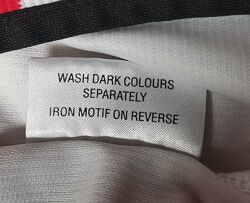 WASH DARK COLOURS
SEPARATELY
IRON MOTIF ON REVERSE